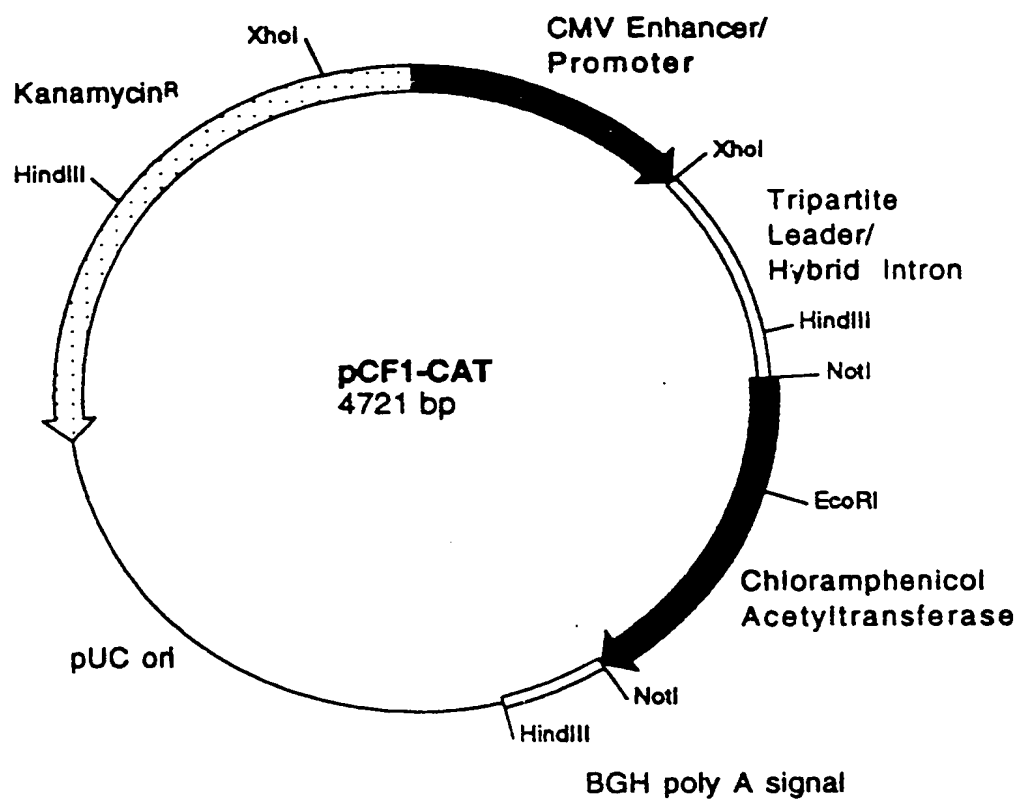 XhoI
CMV Enhancer/
Promoter
Kanamycinᴿ
HindIII
XhoI
Tripartite
Leader/
Hybrid Intron
HindIII
NotI
pCF1-CAT
4721 bp
EcoRI
Chloramphenicol
Acetyltransferase
pUC ori
NotI
HindIII
BGH poly A signal